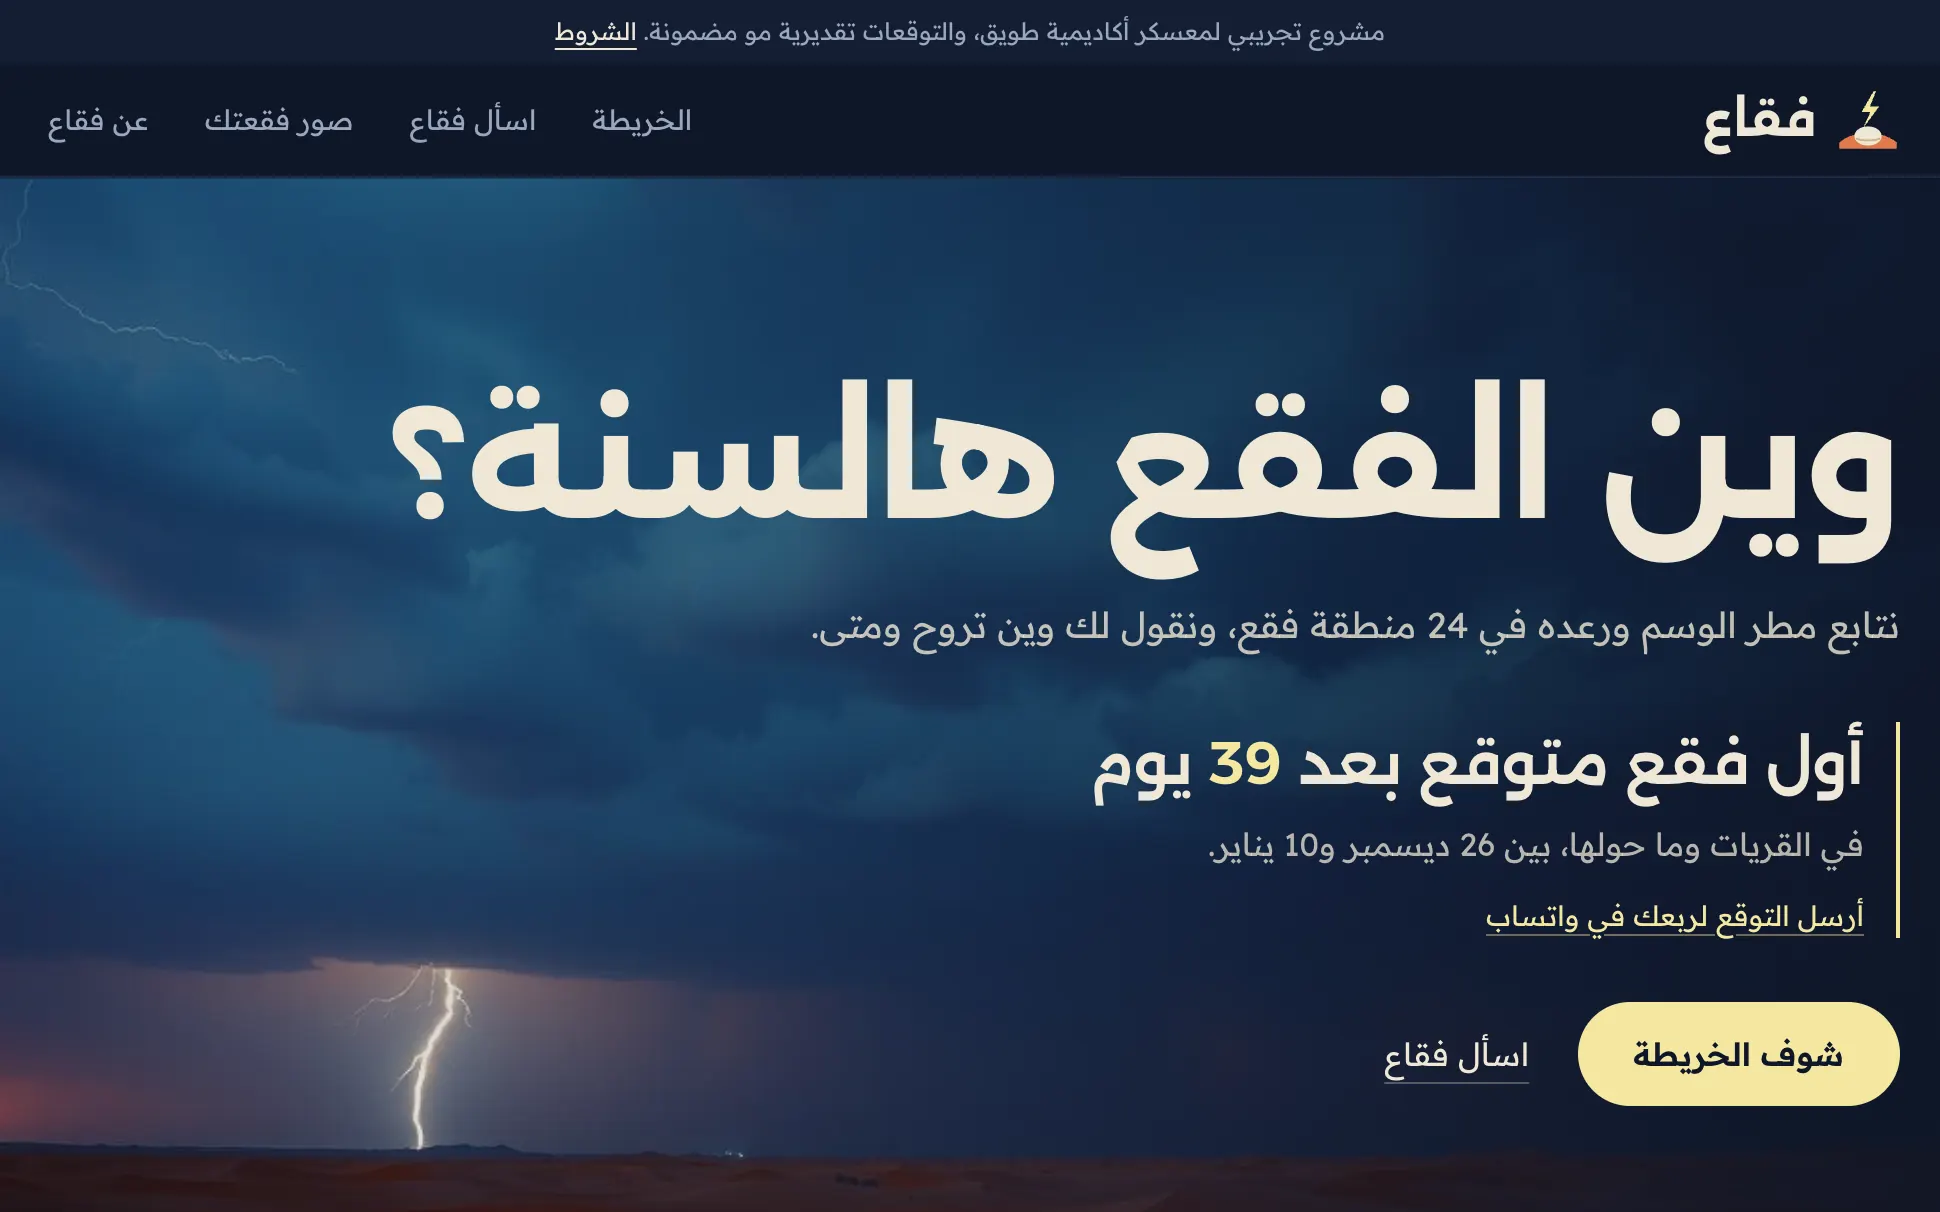 مشروع تجريبي لمعسكر أكاديمية طويق، والتوقعات تقديرية مو مضمونة. الشروط
فقاع
الخريطة
اسأل فقاع
صور فقعتك
عن فقاع
وين الفقع هالسنة؟
نتابع مطر الوسم ورعده في 24 منطقة فقع، ونقول لك وين تروح ومتى.
أول فقع متوقع بعد 39 يوم
في القريات وما حولها، بين 26 ديسمبر و10 يناير.
أرسل التوقع لربعك في واتساب
شوف الخريطة
اسأل فقاع